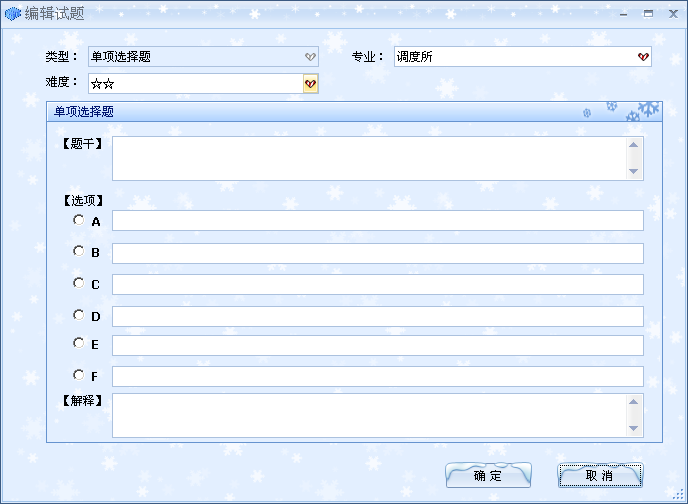 编辑试题
类型： 单项选择题 专业： 调度所
难度： ☆☆
单项选择题
【题干】
【选项】
A
B
C
D
E
F
【解释】
确 定 取 消